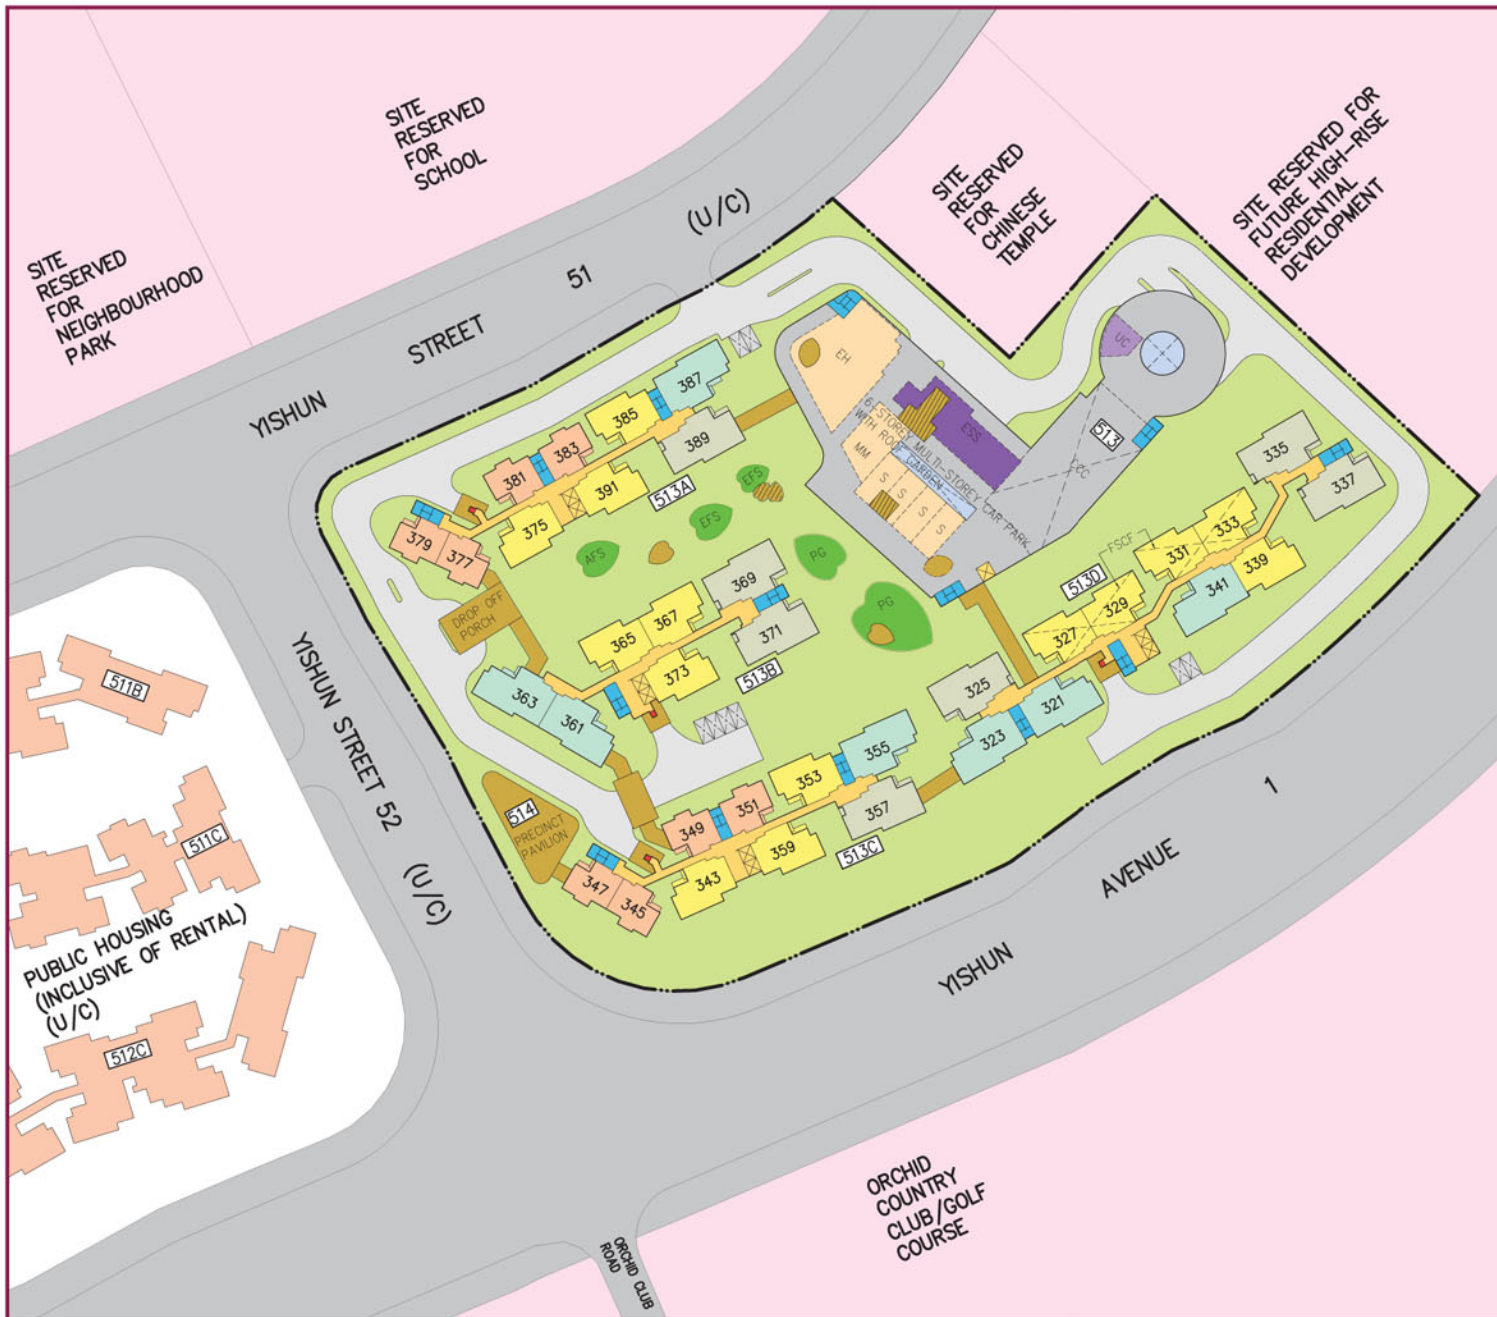 SITE
RESERVED
FOR
SCHOOL
SITE
RESERVED
FOR
NEIGHBOURHOOD
PARK
SITE
RESERVED
FOR
CHINESE
TEMPLE
SITE RESERVED FOR
FUTURE HIGH-RISE
RESIDENTIAL
DEVELOPMENT
YISHUN STREET 51 (U/C)
387
385
389
383
381
391
513A
375
379
377
EH
UC
ESS
6-STOREY MULTI-STOREY CAR PARK
WITH ROOF GARDEN
MM
S
S
S
S
CCC
513
335
337
333
331
FSCF
339
341
513D
329
327
325
321
323
EFS
EFS
AFS
PG
PG
DROP OFF
PORCH
369
367
365
371
373
513B
363
361
355
353
351
349
357
359
513C
343
347
345
514
PRECINCT
PAVILION
YISHUN STREET 52 (U/C)
511B
511C
PUBLIC HOUSING
(INCLUSIVE OF RENTAL)
(U/C)
512C
YISHUN AVENUE 1
ORCHID
COUNTRY
CLUB/GOLF
COURSE
ORCHID CLUB
ROAD